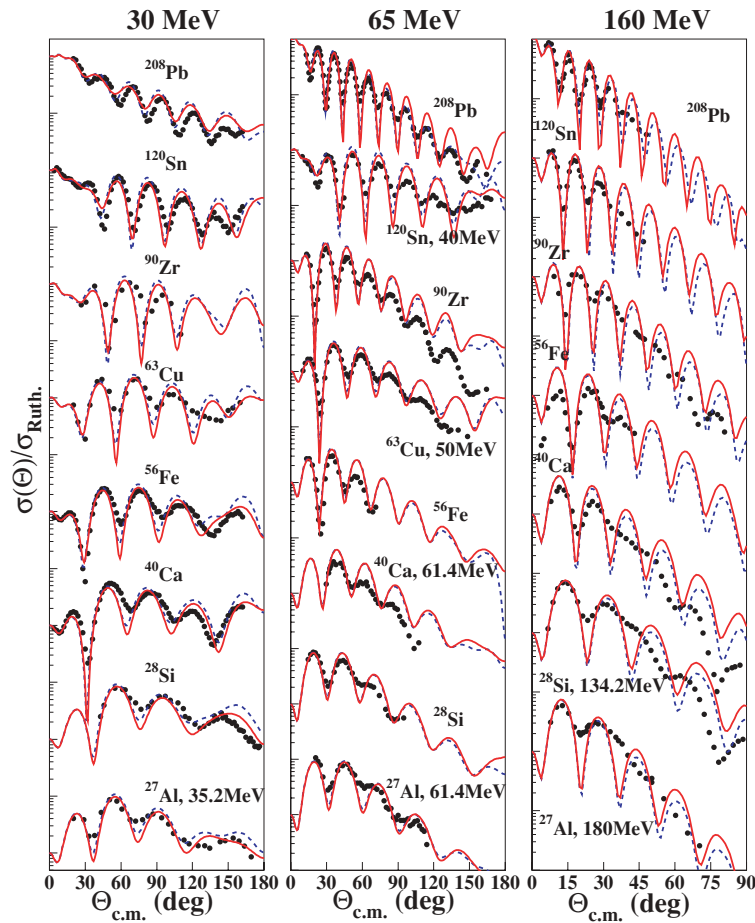 30 MeV
65 MeV
160 MeV
σ(Θ)/σRuth.
²⁰⁸Pb
¹²⁰Sn
⁹⁰Zr
⁶³Cu
⁵⁶Fe
⁴⁰Ca
²⁸Si
²⁷Al, 35.2MeV
0 30 60 90 120 150 180
Θc.m. (deg)
²⁰⁸Pb
¹²⁰Sn, 40MeV
⁹⁰Zr
⁶³Cu, 50MeV
⁵⁶Fe
⁴⁰Ca, 61.4MeV
²⁸Si
²⁷Al, 61.4MeV
0 30 60 90 120 150 180
Θc.m. (deg)
²⁰⁸Pb
¹²⁰Sn
⁹⁰Zr
⁵⁶Fe
⁴⁰Ca
²⁸Si, 134.2MeV
²⁷Al, 180MeV
0 15 30 45 60 75 90
Θc.m. (deg)